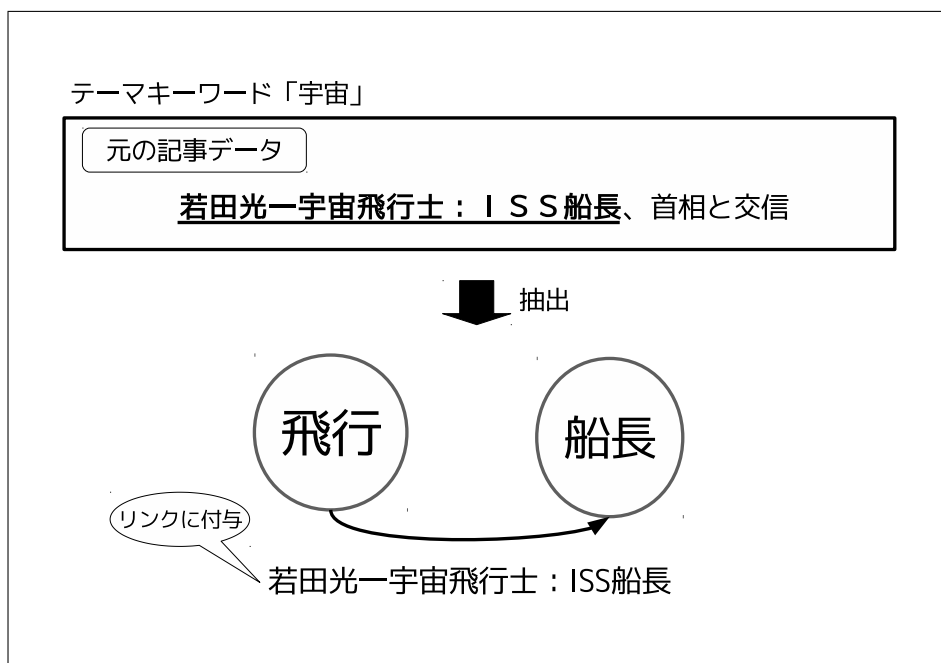 テーマキーワード「宇宙」
元の記事データ
若田光一宇宙飛行士：ＩＳＳ船長、首相と交信
抽出
飛行
船長
リンクに付与
若田光一宇宙飛行士：ISS船長